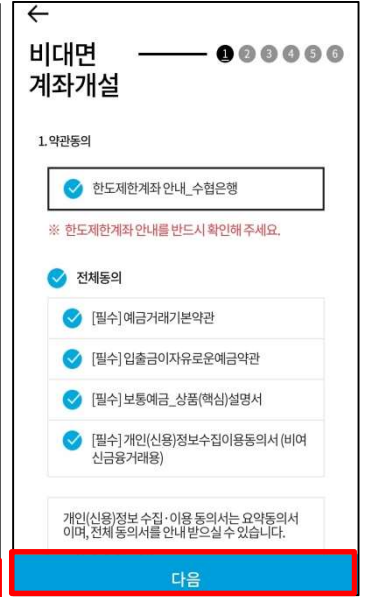 비대면
계좌개설
1 2 3 4 5 6
1. 약관동의
한도제한계좌 안내_수협은행
※ 한도제한계좌 안내를 반드시 확인해 주세요.
전체동의
[필수] 예금거래기본약관
[필수] 입출금이자유로운예금약관
[필수] 보통예금_상품(핵심)설명서
[필수] 개인(신용)정보수집이용동의서 (비여
신금융거래용)
개인(신용)정보 수집·이용 동의서는 요약동의서
이며, 전체 동의서를 안내 받으실 수 있습니다.
다음